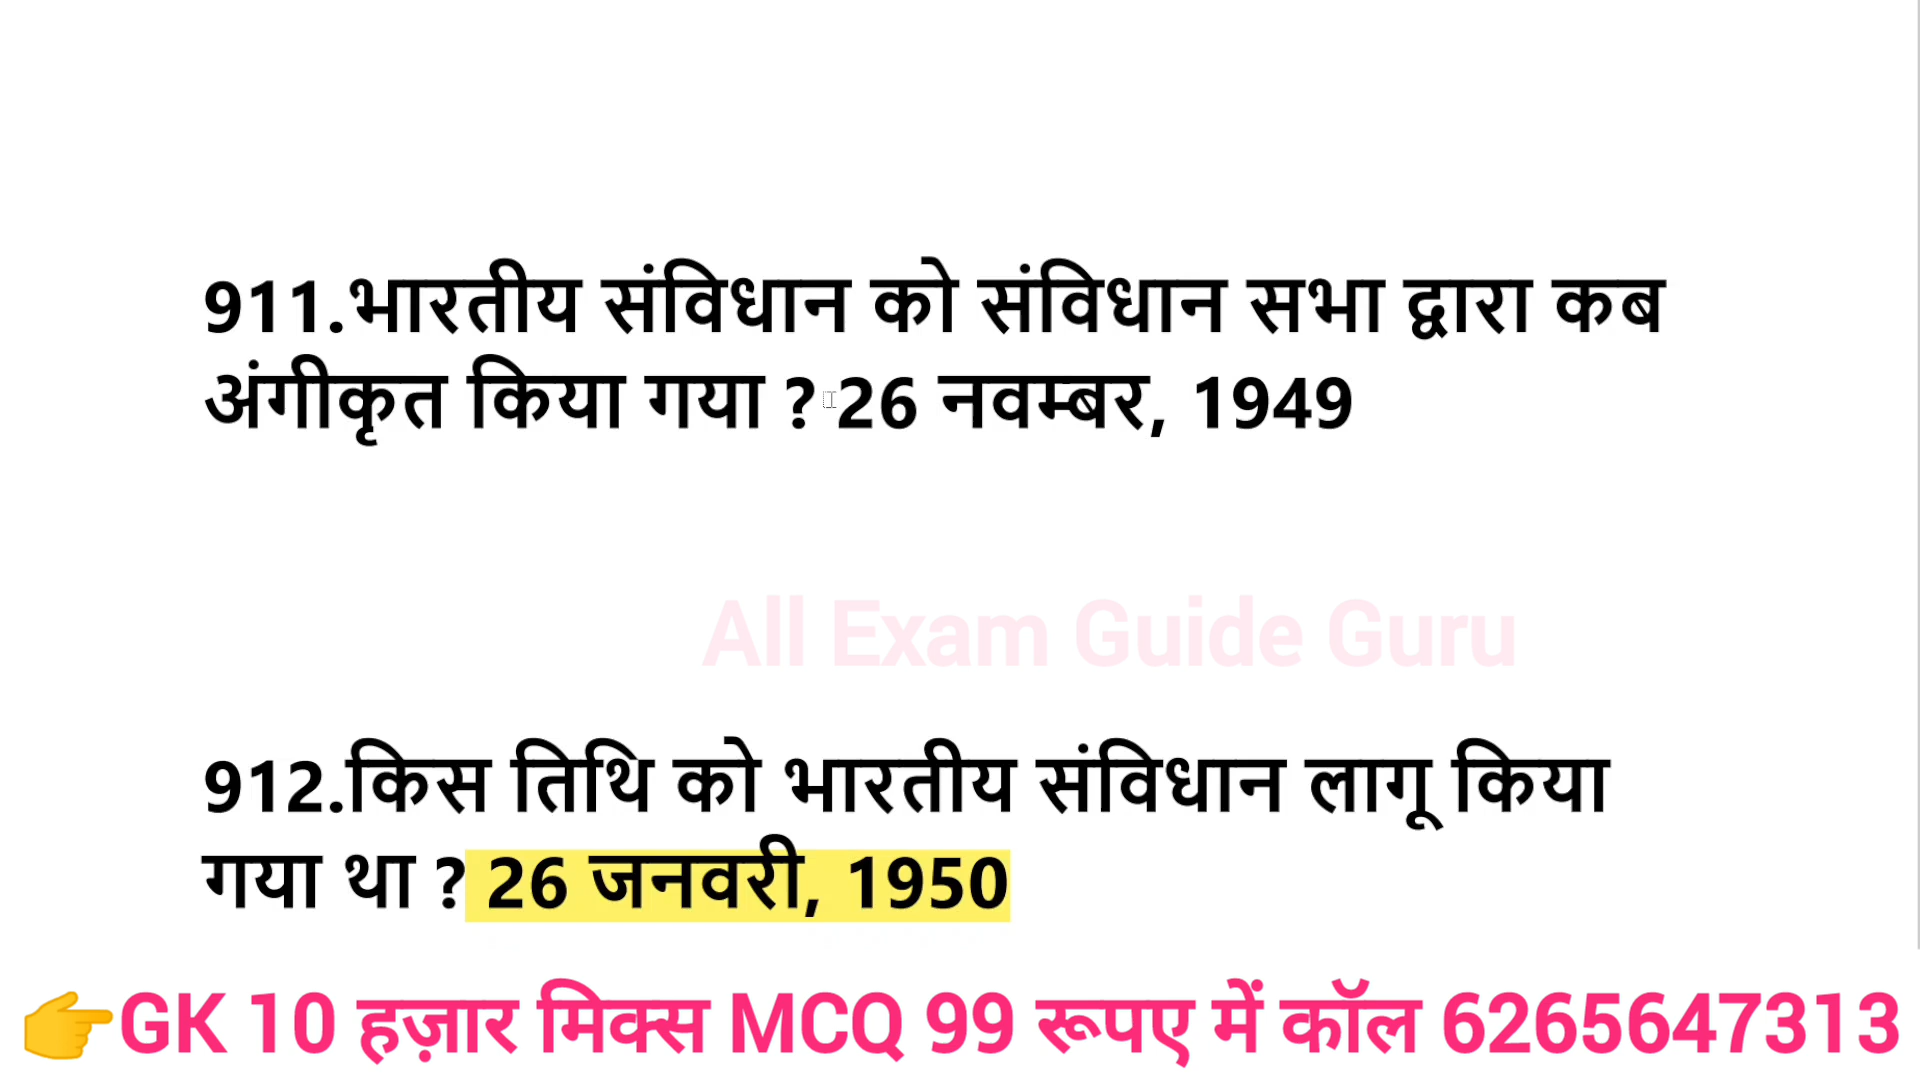 911.भारतीय संविधान को संविधान सभा द्वारा कब
अंगीकृत किया गया ? 26 नवम्बर, 1949
All Exam Guide Guru
912.किस तिथि को भारतीय संविधान लागू किया
गया था ? 26 जनवरी, 1950
👉GK 10 हज़ार मिक्स MCQ 99 रूपए में कॉल 6265647313